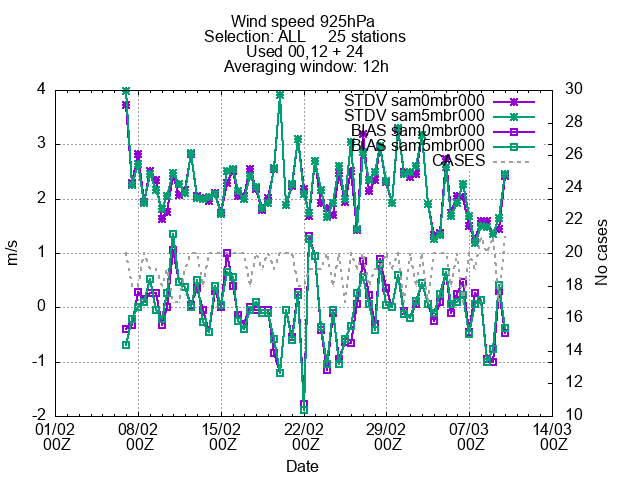 Wind speed 925hPa
Selection: ALL     25 stations
Used 00,12 + 24
Averaging window: 12h
STDV sam0mbr000
STDV sam5mbr000
BIAS sam0mbr000
BIAS sam5mbr000
CASES
4
3
2
1
0
-1
-2
m/s
30
28
26
24
22
20
18
16
14
12
10
No cases
01/02 08/02 15/02 22/02 29/02 07/03 14/03
00Z 00Z 00Z 00Z 00Z 00Z 00Z
Date